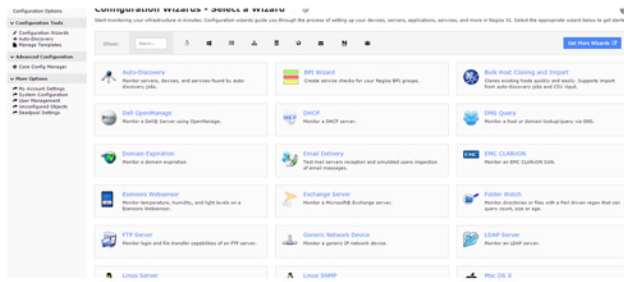 Configuration Options
Configuration Tools
Configuration Wizards
Auto-Discovery
Manage Templates
Advanced Configuration
Core Config Manager
More Options
My Account Settings
System Configuration
User Management
Unconfigured Objects
Deadpool Settings
Configuration Wizards - Select a Wizard
Start monitoring your infrastructure in minutes. Configuration wizards guide you through the process of setting up your devices, servers, applications, services, and more in Nagios XI. Select the appropriate wizard below to get started
Show:
Search...
Get More Wizards
Auto-Discovery
Monitor servers, devices, and services found by auto-
discovery jobs.
BPI Wizard
Create service checks for your Nagios BPI groups.
Bulk Host Cloning and Import
Clones existing hosts quickly and easily. Supports import
from auto-discovery jobs and CSV input.
Dell OpenManage
Monitor a Dell® Server using OpenManage.
DHCP
Monitor a DHCP server.
DNS Query
Monitor a host or domain lookup/query via DNS.
Domain Expiration
Monitor a domain expiration
Email Delivery
Test mail servers reception and simulated users inspection
of email messages.
EMC
EMC CLARiiON
Monitor an EMC CLARiiON SAN.
Esensors Websensor
Monitor temperature, humidity, and light levels on a
Esensors Websensor.
Exchange Server
Monitor a Microsoft® Exchange server.
Folder Watch
Monitor directories or files with a Perl driven regex that can
query count, size or age.
FTP Server
Monitor login and file transfer capabilities of an FTP server.
Generic Network Device
Monitor a generic IP network device.
LDAP Server
Monitor an LDAP server.
Linux Server
Linux SNMP
Mac OS X